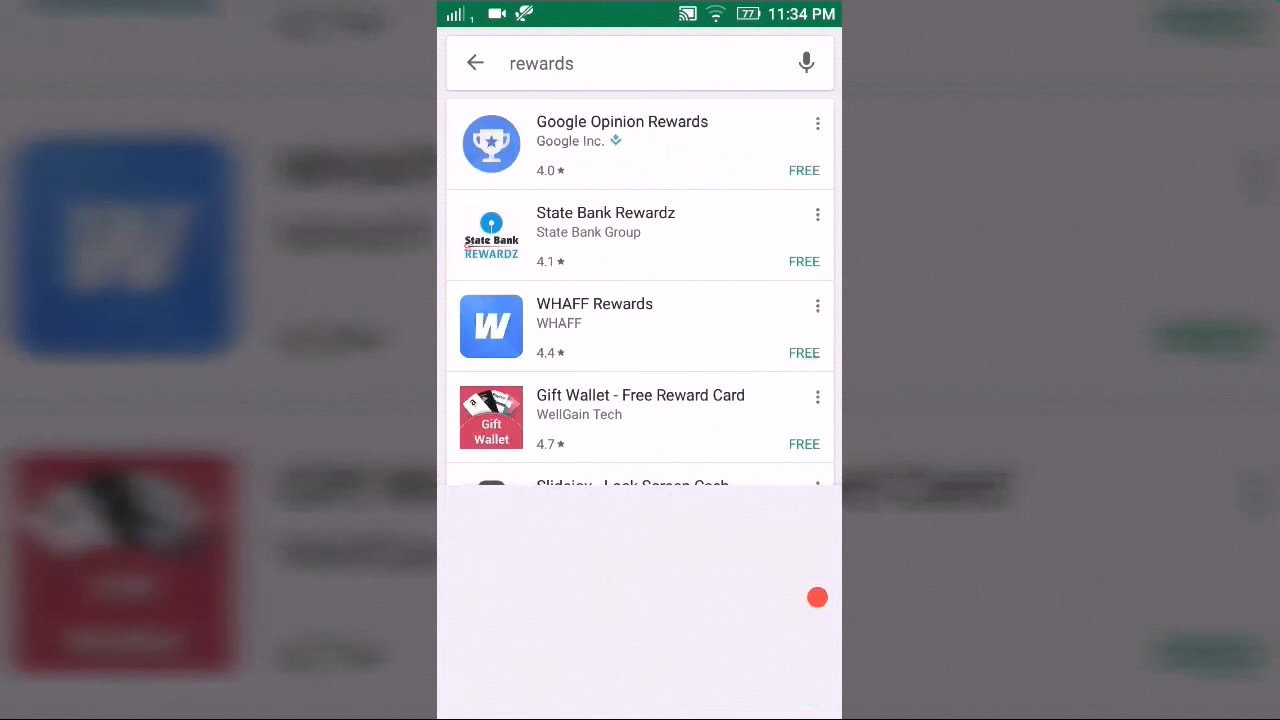 1 77 11:34 PM
rewards
Google Opinion Rewards
Google Inc.
4.0 FREE
State Bank
REWARDZ
State Bank Rewardz
State Bank Group
4.1 FREE
W
WHAFF Rewards
WHAFF
4.4 FREE
Gift
Wallet
Gift Wallet - Free Reward Card
WellGain Tech
4.7 FREE
Slidejoy - Lock Screen Cash